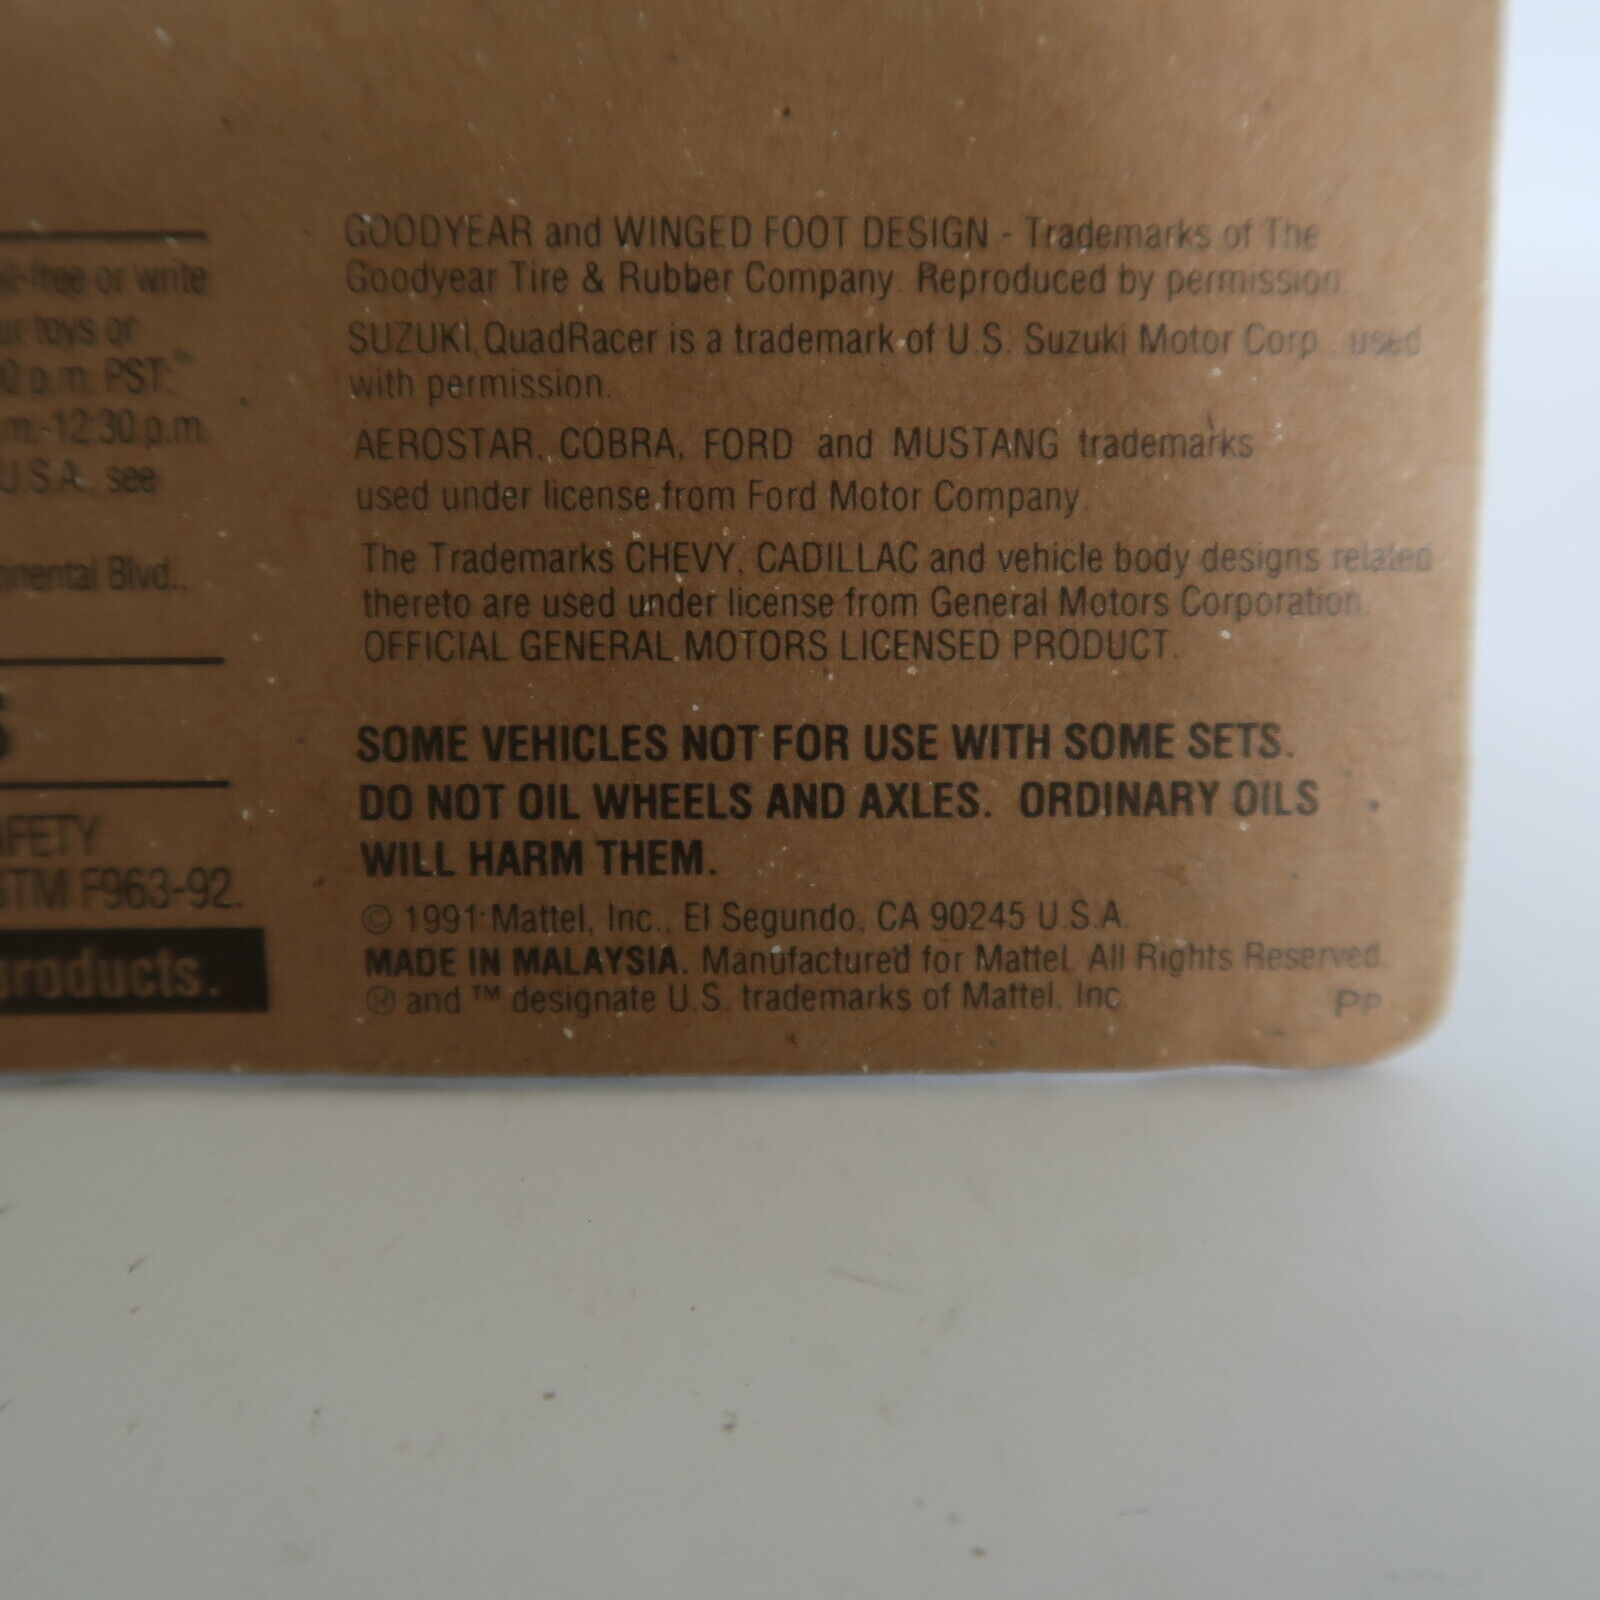 or write
toys or
p.m. PST;
-12:30 p.m.
U.S.A. see
Blvd.,
AFETY
STM F963-92.
products.
GOODYEAR and WINGED FOOT DESIGN - Trademarks of The
Goodyear Tire & Rubber Company. Reproduced by permission.
SUZUKI, QuadRacer is a trademark of U.S. Suzuki Motor Corp., used
with permission.
AEROSTAR, COBRA, FORD and MUSTANG trademarks
used under license from Ford Motor Company.
The Trademarks CHEVY, CADILLAC and vehicle body designs related
thereto are used under license from General Motors Corporation.
OFFICIAL GENERAL MOTORS LICENSED PRODUCT.
SOME VEHICLES NOT FOR USE WITH SOME SETS.
DO NOT OIL WHEELS AND AXLES. ORDINARY OILS
WILL HARM THEM.
© 1991 Mattel, Inc., El Segundo, CA 90245 U.S.A.
MADE IN MALAYSIA. Manufactured for Mattel. All Rights Reserved.
® and ™ designate U.S. trademarks of Mattel, Inc.
PP